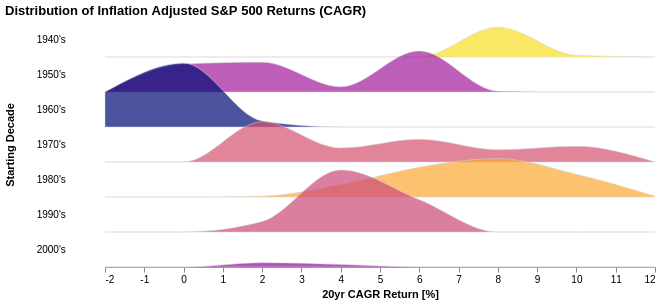 Distribution of Inflation Adjusted S&P 500 Returns (CAGR)
1940's
1950's
1960's
1970's
1980's
1990's
2000's
Starting Decade
-2 -1 0 1 2 3 4 5 6 7 8 9 10 11 12
20yr CAGR Return [%]